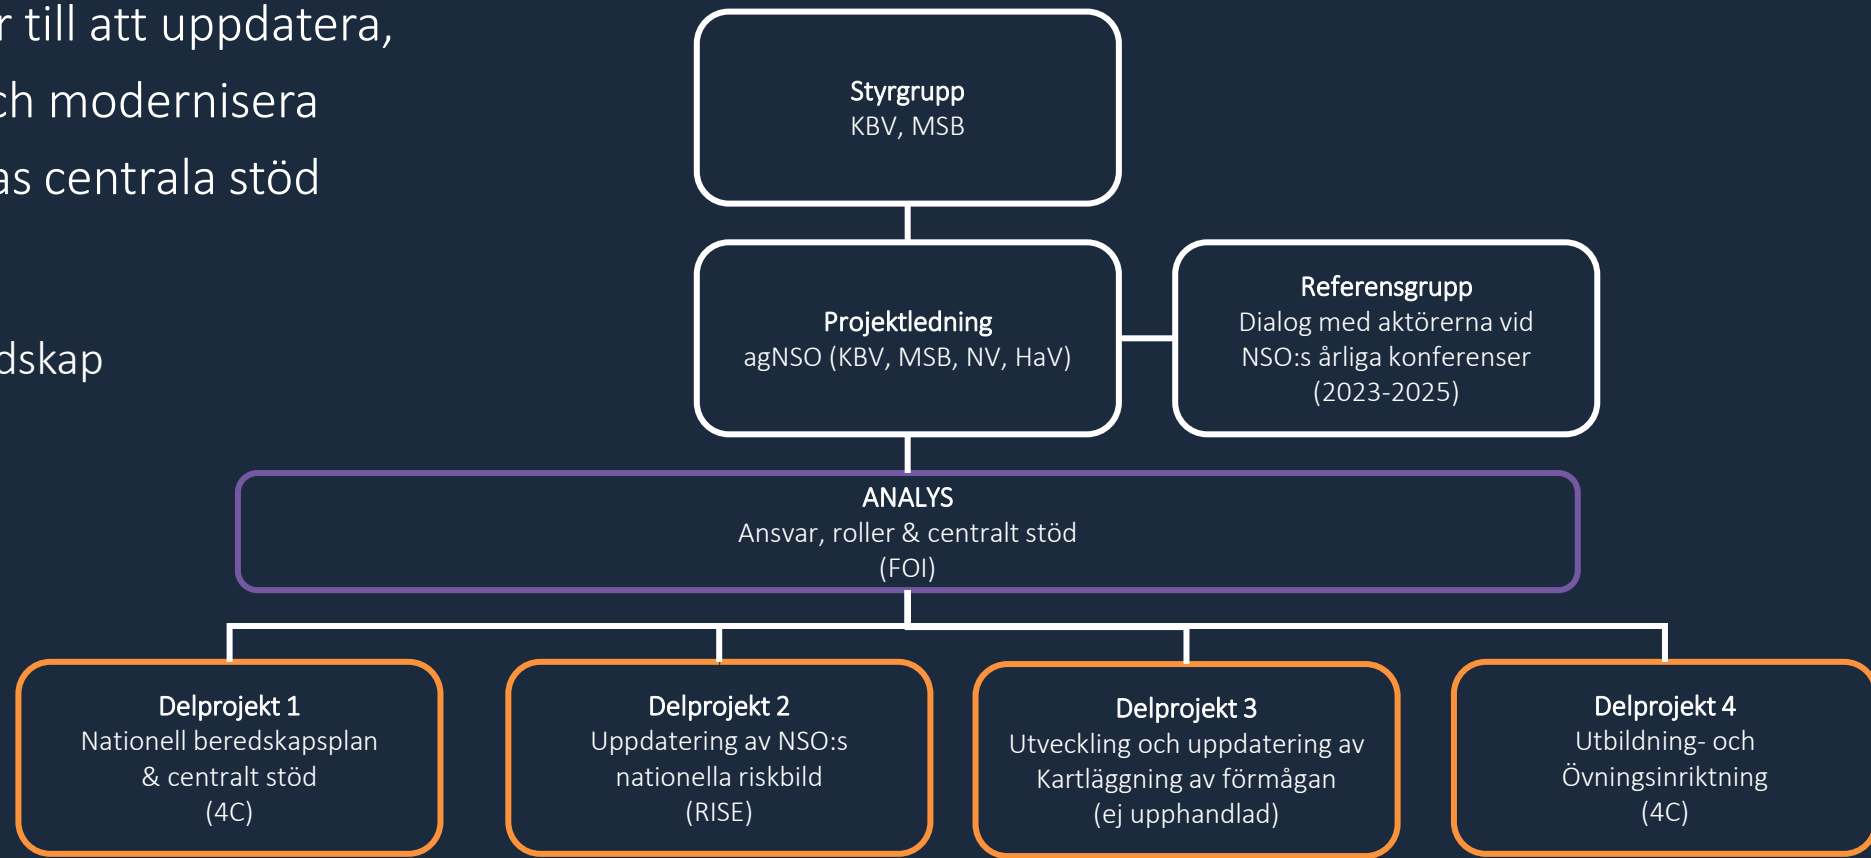 r till att uppdatera,
ch modernisera
as centrala stöd
dskap
Styrgrupp
KBV, MSB
Projektledning
agNSO (KBV, MSB, NV, HaV)
Referensgrupp
Dialog med aktörerna vid
NSO:s årliga konferenser
(2023-2025)
ANALYS
Ansvar, roller & centralt stöd
(FOI)
Delprojekt 1
Nationell beredskapsplan
& centralt stöd
(4C)
Delprojekt 2
Uppdatering av NSO:s
nationella riskbild
(RISE)
Delprojekt 3
Utveckling och uppdatering av
Kartläggning av förmågan
(ej upphandlad)
Delprojekt 4
Utbildning- och
Övningsinriktning
(4C)